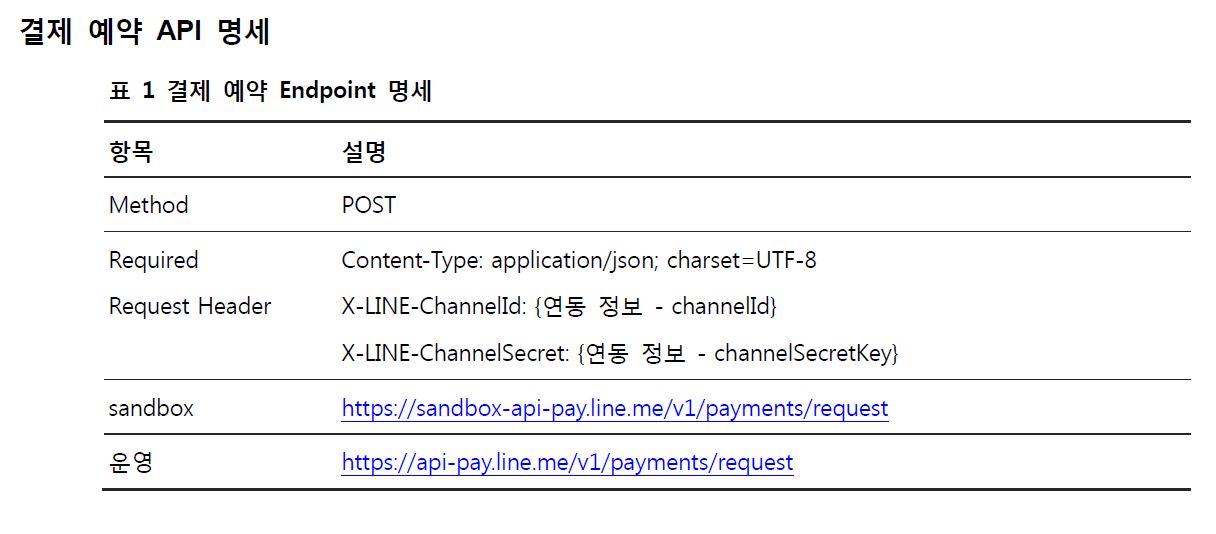 결제 예약 API 명세
표 1 결제 예약 Endpoint 명세
항목 설명
Method POST
Required Content-Type: application/json; charset=UTF-8
Request Header X-LINE-ChannelId: {연동 정보 - channelId}
X-LINE-ChannelSecret: {연동 정보 - channelSecretKey}
sandbox https://sandbox-api-pay.line.me/v1/payments/request
운영 https://api-pay.line.me/v1/payments/request